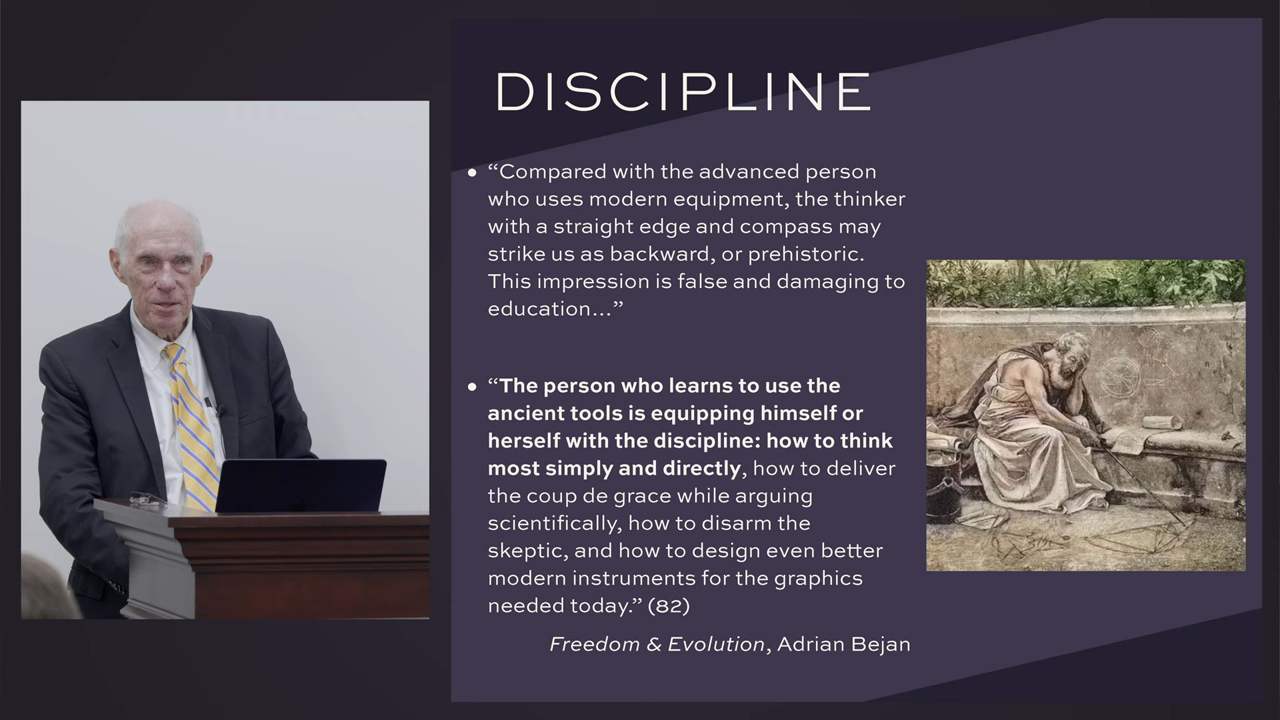 DISCIPLINE
• “Compared with the advanced person
who uses modern equipment, the thinker
with a straight edge and compass may
strike us as backward, or prehistoric.
This impression is false and damaging to
education...”
• “The person who learns to use the
ancient tools is equipping himself or
herself with the discipline: how to think
most simply and directly, how to deliver
the coup de grace while arguing
scientifically, how to disarm the
skeptic, and how to design even better
modern instruments for the graphics
needed today.” (82)
Freedom & Evolution, Adrian Bejan